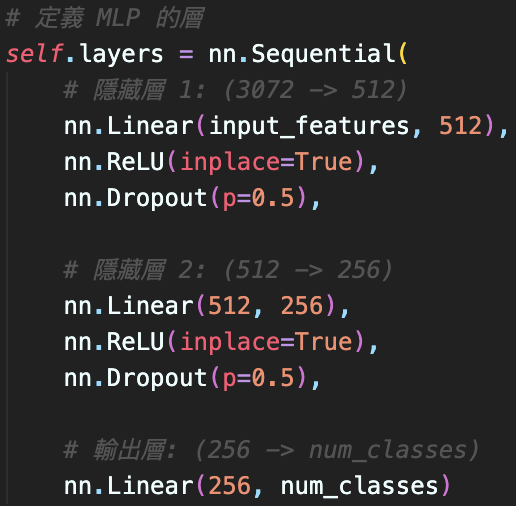 # 定義 MLP 的層
self.layers = nn.Sequential(
# 隱藏層 1: (3072 -> 512)
nn.Linear(input_features, 512),
nn.ReLU(inplace=True),
nn.Dropout(p=0.5),
# 隱藏層 2: (512 -> 256)
nn.Linear(512, 256),
nn.ReLU(inplace=True),
nn.Dropout(p=0.5),
# 輸出層: (256 -> num_classes)
nn.Linear(256, num_classes)